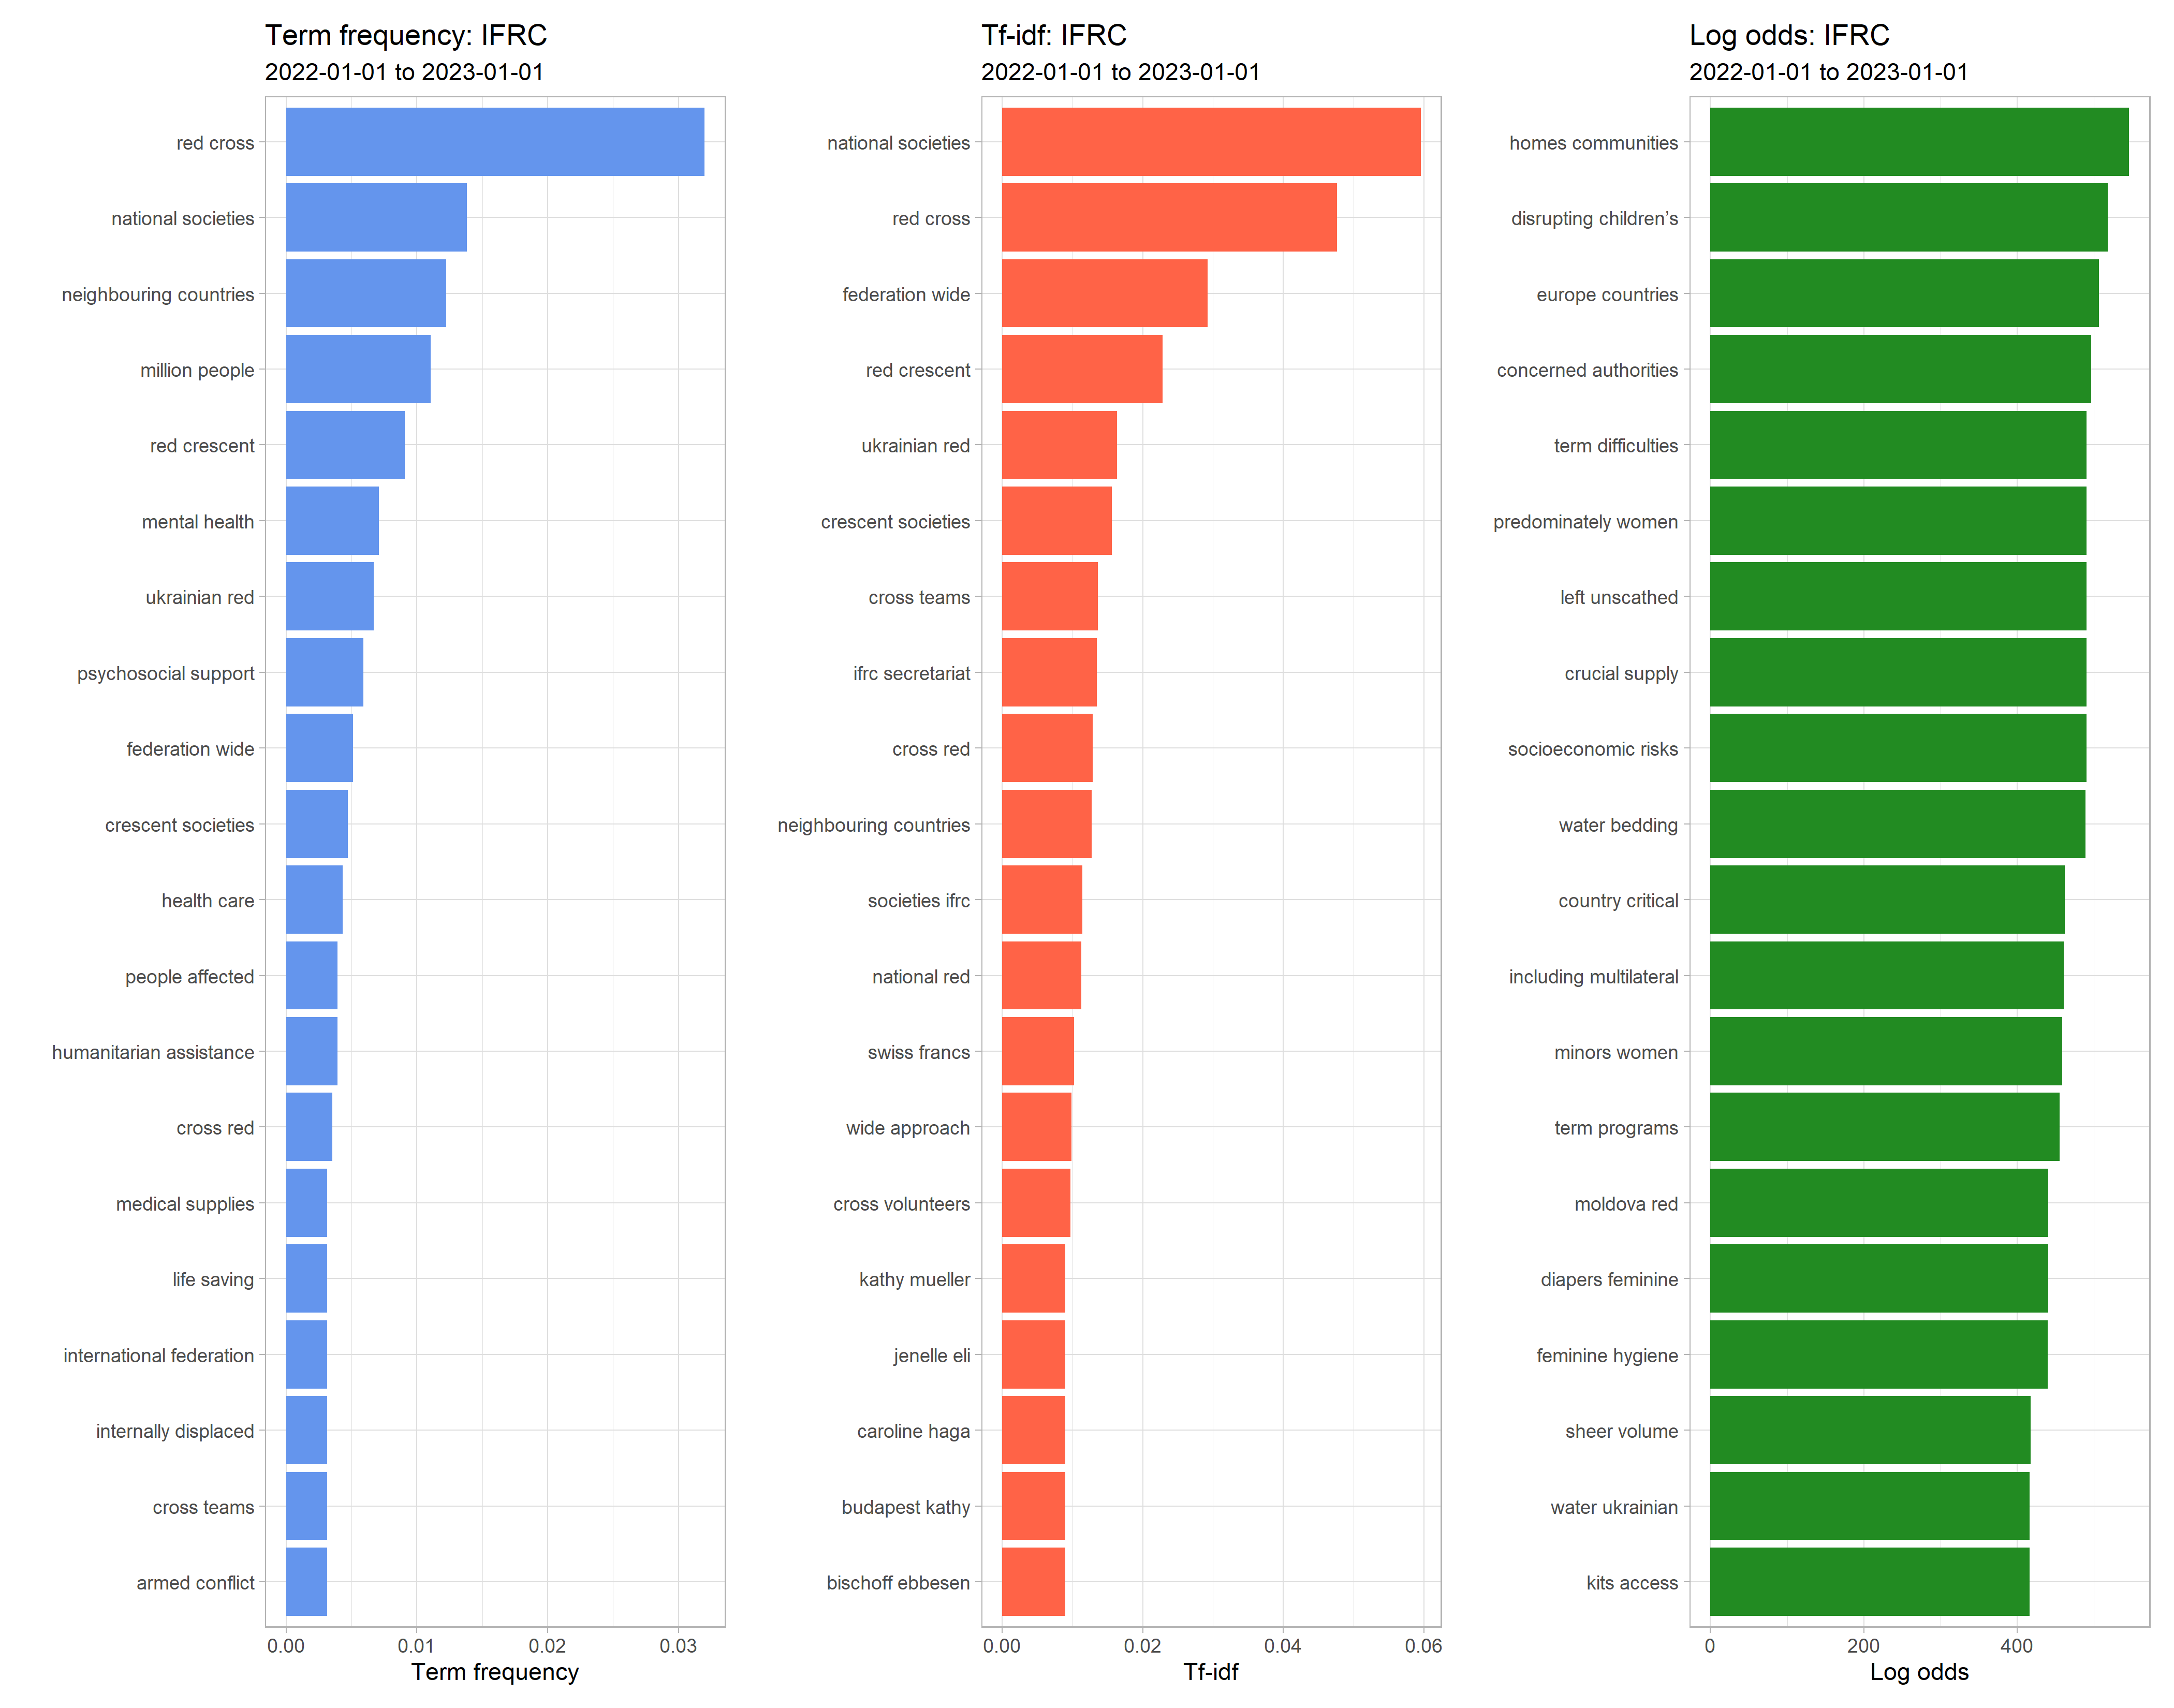 Term frequency: IFRC
2022-01-01 to 2023-01-01
red cross
national societies
neighbouring countries
million people
red crescent
mental health
ukrainian red
psychosocial support
federation wide
crescent societies
health care
people affected
humanitarian assistance
cross red
medical supplies
life saving
international federation
internally displaced
cross teams
armed conflict
0.00 0.01 0.02 0.03
Term frequency
Tf-idf: IFRC
2022-01-01 to 2023-01-01
national societies
red cross
federation wide
red crescent
ukrainian red
crescent societies
cross teams
ifrc secretariat
cross red
neighbouring countries
societies ifrc
national red
swiss francs
wide approach
cross volunteers
kathy mueller
jenelle eli
caroline haga
budapest kathy
bischoff ebbesen
0.00 0.02 0.04 0.06
Tf-idf
Log odds: IFRC
2022-01-01 to 2023-01-01
homes communities
disrupting children’s
europe countries
concerned authorities
term difficulties
predominately women
left unscathed
crucial supply
socioeconomic risks
water bedding
country critical
including multilateral
minors women
term programs
moldova red
diapers feminine
feminine hygiene
sheer volume
water ukrainian
kits access
0 200 400
Log odds